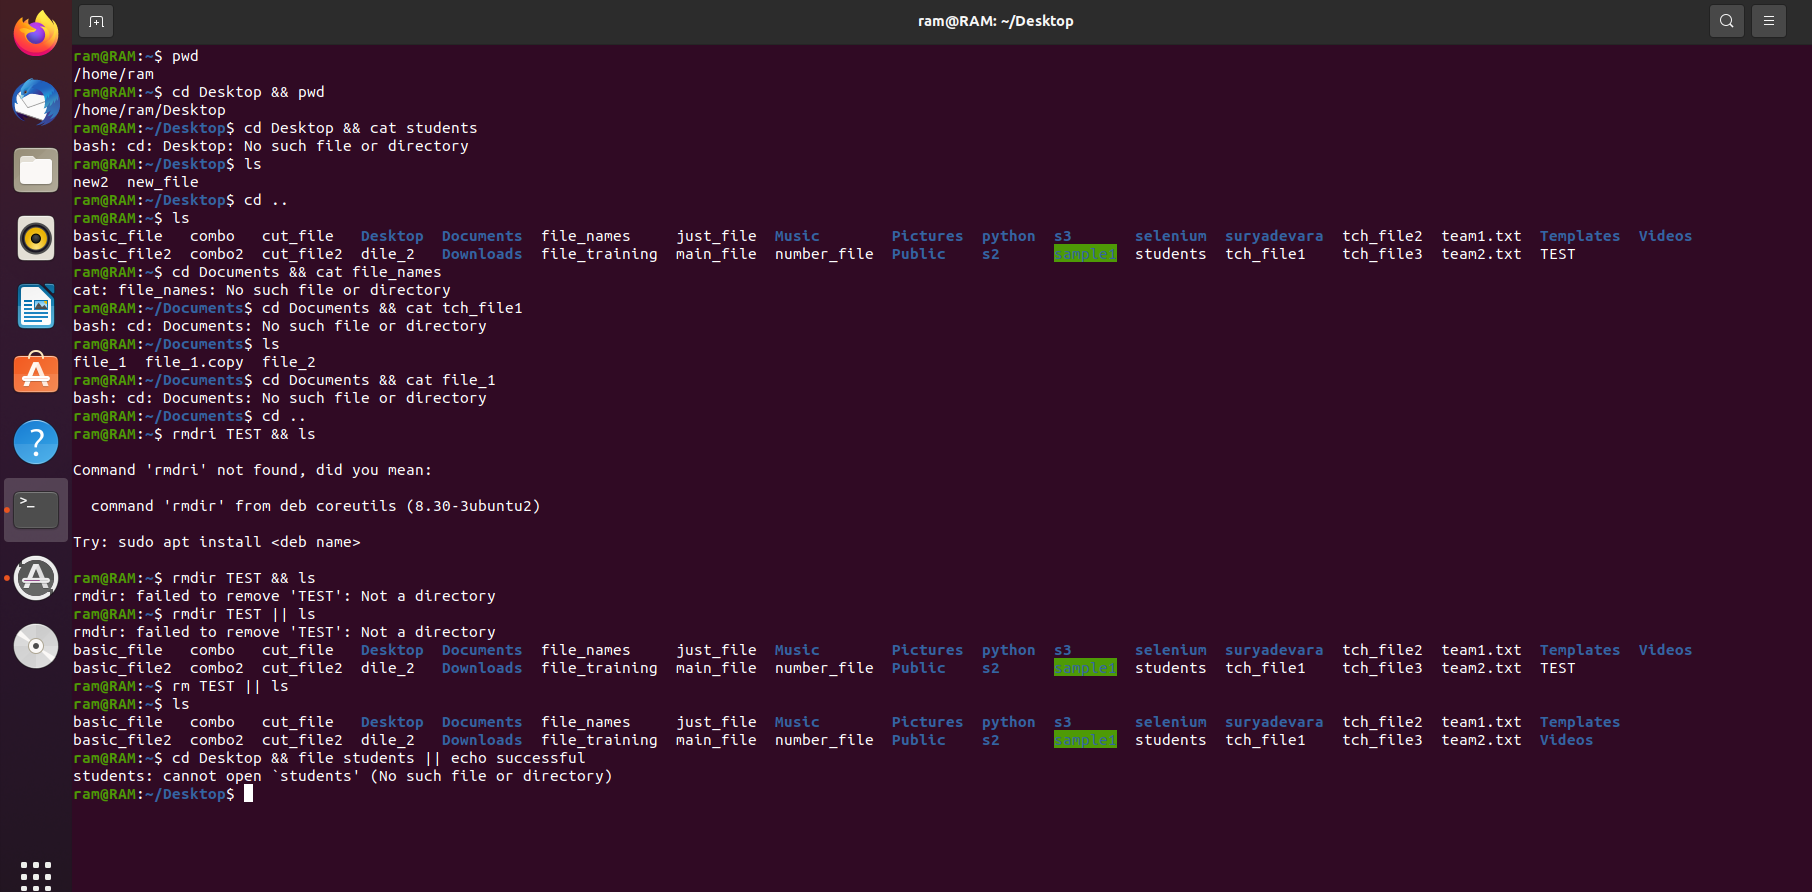 ram@RAM: ~/Desktop
ram@RAM:~$ pwd
/home/ram
ram@RAM:~$ cd Desktop && pwd
/home/ram/Desktop
ram@RAM:~/Desktop$ cd Desktop && cat students
bash: cd: Desktop: No such file or directory
ram@RAM:~/Desktop$ ls
new2  new_file
ram@RAM:~/Desktop$ cd ..
ram@RAM:~$ ls
basic_file   combo   cut_file   Desktop  Documents  file_names     just_file  Music        Pictures  python  s3       selenium  suryadevara  tch_file2  team1.txt  Templates  Videos
basic_file2  combo2  cut_file2  dile_2   Downloads  file_training  main_file  number_file  Public    s2      sample1  students  tch_file1    tch_file3  team2.txt  TEST
ram@RAM:~$ cd Documents && cat file_names
cat: file_names: No such file or directory
ram@RAM:~/Documents$ cd Documents && cat tch_file1
bash: cd: Documents: No such file or directory
ram@RAM:~/Documents$ ls
file_1  file_1.copy  file_2
ram@RAM:~/Documents$ cd Documents && cat file_1
bash: cd: Documents: No such file or directory
ram@RAM:~/Documents$ cd ..
ram@RAM:~$ rmdri TEST && ls
Command 'rmdri' not found, did you mean:
  command 'rmdir' from deb coreutils (8.30-3ubuntu2)
Try: sudo apt install <deb name>
ram@RAM:~$ rmdir TEST && ls
rmdir: failed to remove 'TEST': Not a directory
ram@RAM:~$ rmdir TEST || ls
rmdir: failed to remove 'TEST': Not a directory
basic_file   combo   cut_file   Desktop  Documents  file_names     just_file  Music        Pictures  python  s3       selenium  suryadevara  tch_file2  team1.txt  Templates  Videos
basic_file2  combo2  cut_file2  dile_2   Downloads  file_training  main_file  number_file  Public    s2      sample1  students  tch_file1    tch_file3  team2.txt  TEST
ram@RAM:~$ rm TEST || ls
ram@RAM:~$ ls
basic_file   combo   cut_file   Desktop  Documents  file_names     just_file  Music        Pictures  python  s3       selenium  suryadevara  tch_file2  team1.txt  Templates
basic_file2  combo2  cut_file2  dile_2   Downloads  file_training  main_file  number_file  Public    s2      sample1  students  tch_file1    tch_file3  team2.txt  Videos
ram@RAM:~$ cd Desktop && file students || echo successful
students: cannot open `students' (No such file or directory)
ram@RAM:~/Desktop$